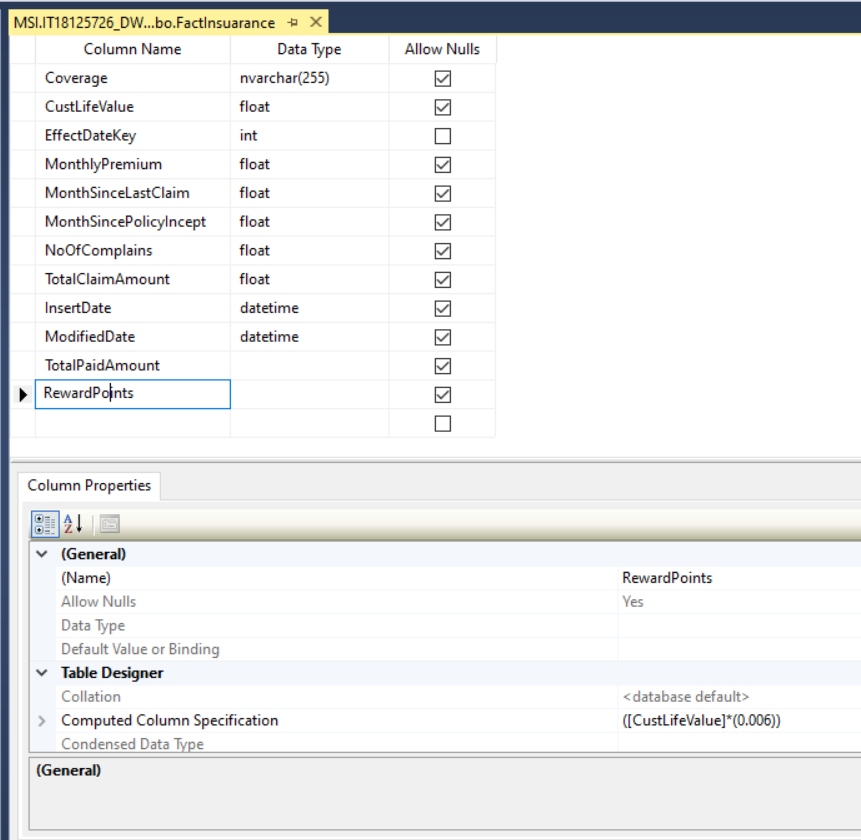 MSI.IT18125726_DW...bo.FactInsuarance
Column Name Data Type Allow Nulls
Coverage nvarchar(255)
CustLifeValue float
EffectDateKey int
MonthlyPremium float
MonthSinceLastClaim float
MonthSincePolicyIncept float
NoOfComplains float
TotalClaimAmount float
InsertDate datetime
ModifiedDate datetime
TotalPaidAmount
RewardPoints
Column Properties
(General)
(Name) RewardPoints
Allow Nulls Yes
Data Type
Default Value or Binding
Table Designer
Collation <database default>
Computed Column Specification ([CustLifeValue]*(0.006))
Condensed Data Type
(General)